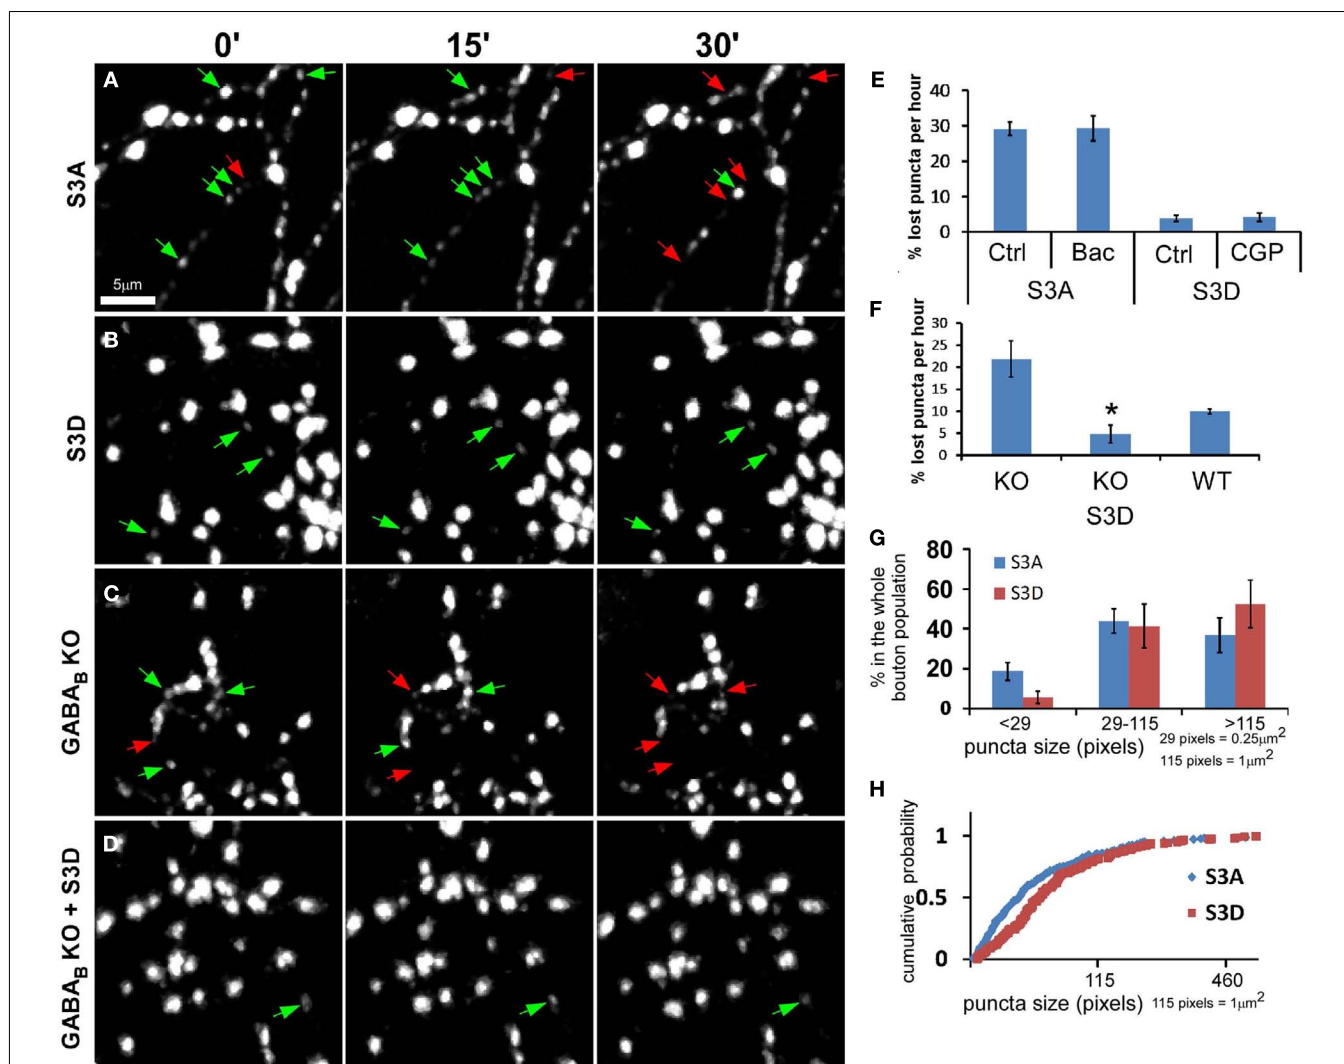 0' 15' 30'
A
S3A
5µm
B
S3D
C
GABA_B KO
D
GABA_B KO + S3D
E
% lost puncta per hour
40
30
20
10
0
Ctrl Bac Ctrl CGP
S3A S3D
F
% lost puncta per hour
30
25
20
15
10
5
0
*
KO KO WT
S3D
G
% in the whole
bouton population
80
60
40
20
0
S3A
S3D
<29 29-115 >115
puncta size (pixels) 29 pixels = 0.25µm²
115 pixels = 1µm²
H
cumulative probability
1
0.5
0
S3A
S3D
115 460
puncta size (pixels) 115 pixels = 1µm²